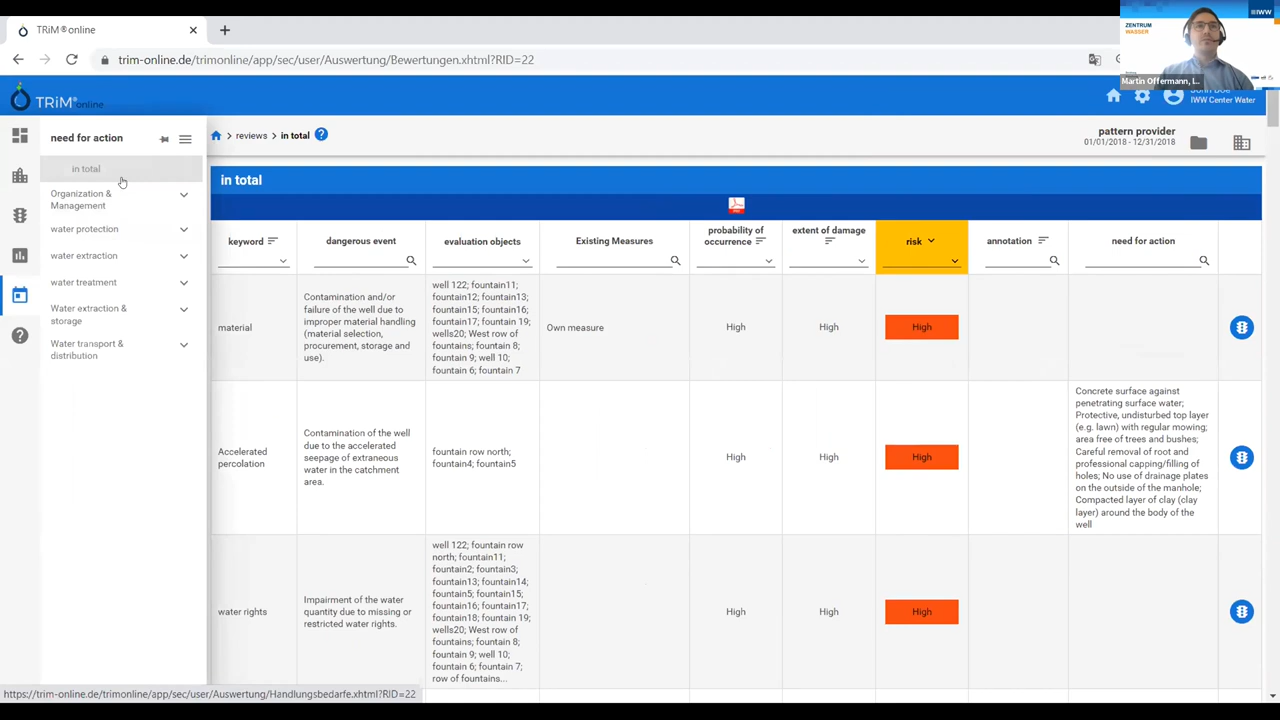 TRiM®online
trim-online.de/trimonline/app/sec/user/Auswertung/Bewertungen.xhtml?RID=22
ZENTRUM
WASSER
IWW
Martin Offermann, I...
TRiM®online
John Doe
IWW Center Water
need for action
in total
Organization &
Management
water protection
water extraction
water treatment
Water extraction &
storage
Water transport &
distribution
reviews > in total
pattern provider
01/01/2018 - 12/31/2018
in total
keyword
dangerous event
evaluation objects
Existing Measures
probability of
occurrence
extent of damage
risk
annotation
need for action
material
Contamination and/or
failure of the well due to
improper material handling
(material selection,
procurement, storage and
use).
well 122; fountain11;
fountain12; fountain13;
fountain15; fountain16;
fountain17; fountain 19;
wells20; West row of
fountains; fountain 8;
fountain 9; well 10;
fountain 6; fountain 7
Own measure
High
High
High
Accelerated
percolation
Contamination of the well
due to the accelerated
seepage of extraneous
water in the catchment
area.
fountain row north;
fountain4; fountain5
High
High
High
Concrete surface against
penetrating surface water;
Protective, undisturbed top layer
(e.g. lawn) with regular mowing;
area free of trees and bushes;
Careful removal of root and
professional capping/filling of
holes; No use of drainage plates
on the outside of the manhole;
Compacted layer of clay (clay
layer) around the body of the
well
water rights
Impairment of the water
quantity due to missing or
restricted water rights.
well 122; fountain row
north; fountain11;
fountain2; fountain3;
fountain13; fountain14;
fountain5; fountain15;
fountain16; fountain17;
fountain18; fountain 19;
wells20; West row of
fountains; fountain 8;
fountain 9; well 10;
fountain 6; fountain 7;
row of fountains...
High
High
High
https://trim-online.de/trimonline/app/sec/user/Auswertung/Handlungsbedarfe.xhtml?RID=22